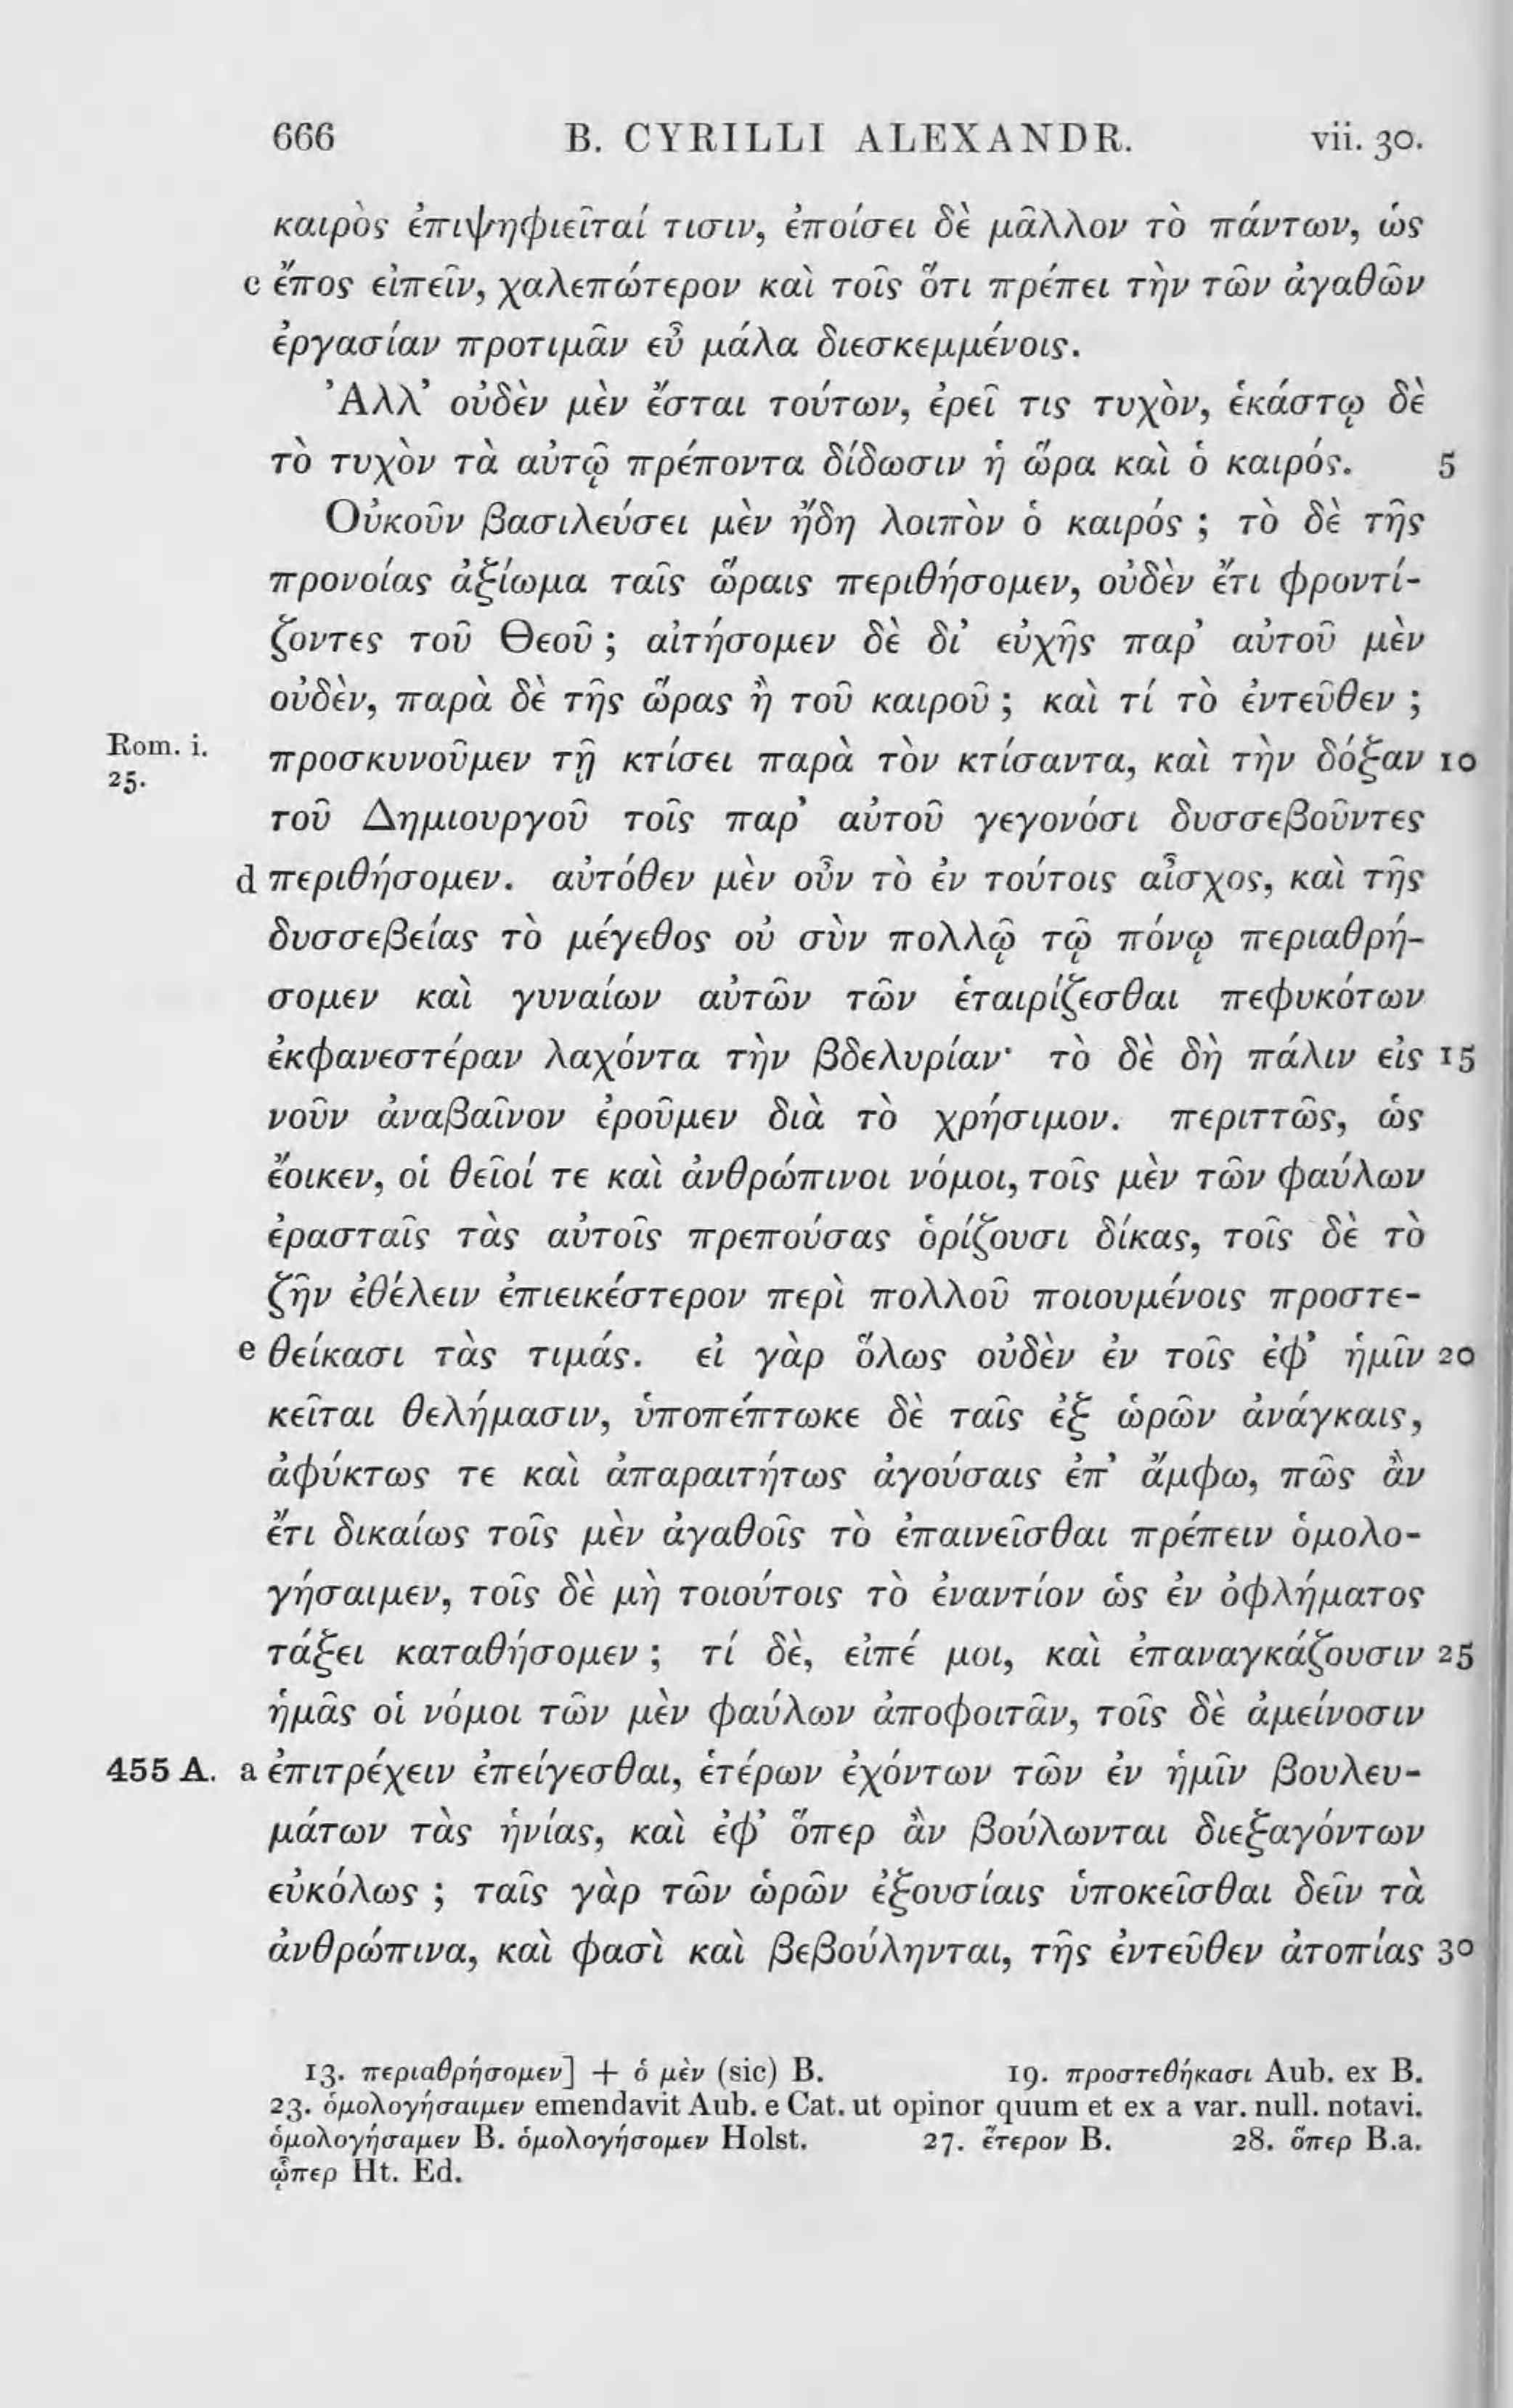 666 B. CYRILLI ALEXANDR. vii. 30.
καιρὸς ἐπιψηφιεῖταί τισιν, ἐποίσει δὲ μᾶλλον τὸ πάντων, ὡς
c ἔπος εἰπεῖν, χαλεπώτερον καὶ τοῖς ὅτι πρέπει τὴν τῶν ἀγαθῶν
ἐργασίαν προτιμᾶν εὖ μάλα διεσκεμμένοις.
Ἀλλ’ οὐδὲν μὲν ἔσται τούτων, ἐρεῖ τις τυχὸν, ἑκάστῳ δὲ
τὸ τυχὸν τὰ αὐτῷ πρέποντα δίδωσιν ἡ ὥρα καὶ ὁ καιρός. 5
Οὐκοῦν βασιλεύσει μὲν ἤδη λοιπὸν ὁ καιρός ; τὸ δὲ τῆς
προνοίας ἀξίωμα ταῖς ὥραις περιθήσομεν, οὐδὲν ἔτι φροντί-
ζοντες τοῦ Θεοῦ ; αἰτήσομεν δὲ δι’ εὐχῆς παρ’ αὐτοῦ μὲν
οὐδὲν, παρὰ δὲ τῆς ὥρας ἢ τοῦ καιροῦ ; καὶ τί τὸ ἐντεῦθεν ;
Rom. i. 25. προσκυνοῦμεν τῇ κτίσει παρὰ τὸν κτίσαντα, καὶ τὴν δόξαν 10
τοῦ Δημιουργοῦ τοῖς παρ’ αὐτοῦ γεγονόσι δυσσεβοῦντες
d περιθήσομεν. αὐτόθεν μὲν οὖν τὸ ἐν τούτοις αἶσχος, καὶ τῆς
δυσσεβείας τὸ μέγεθος οὐ σὺν πολλῷ τῷ πόνῳ περιαθρή-
σομεν καὶ γυναίων αὐτῶν τῶν ἑταιρίζεσθαι πεφυκότων
ἐκφανεστέραν λαχόντα τὴν βδελυρίαν· τὸ δὲ δὴ πάλιν εἰς 15
νοῦν ἀναβαῖνον ἐροῦμεν διὰ τὸ χρήσιμον. περιττῶς, ὡς
ἔοικεν, οἱ θεῖοί τε καὶ ἀνθρώπινοι νόμοι, τοῖς μὲν τῶν φαύλων
ἐρασταῖς τὰς αὐτοῖς πρεπούσας ὁρίζουσι δίκας, τοῖς δὲ τὸ
ζῆν ἐθέλειν ἐπιεικέστερον περὶ πολλοῦ ποιουμένοις προστε-
e θείκασι τὰς τιμάς. εἰ γὰρ ὅλως οὐδὲν ἐν τοῖς ἐφ’ ἡμῖν 20
κεῖται θελήμασιν, ὑποπέπτωκε δὲ ταῖς ἐξ ὡρῶν ἀνάγκαις,
ἀφύκτως τε καὶ ἀπαραιτήτως ἀγούσαις ἐπ’ ἄμφω, πῶς ἂν
ἔτι δικαίως τοῖς μὲν ἀγαθοῖς τὸ ἐπαινεῖσθαι πρέπειν ὁμολο-
γήσαιμεν, τοῖς δὲ μὴ τοιούτοις τὸ ἐναντίον ὡς ἐν ὀφλήματος
τάξει καταθήσομεν ; τί δὲ, εἰπέ μοι, καὶ ἐπαναγκάζουσιν 25
ἡμᾶς οἱ νόμοι τῶν μὲν φαύλων ἀποφοιτᾶν, τοῖς δὲ ἀμείνοσιν
455 A. a ἐπιτρέχειν ἐπείγεσθαι, ἑτέρων ἐχόντων τῶν ἐν ἡμῖν βουλευ-
μάτων τὰς ἡνίας, καὶ ἐφ’ ὅπερ ἂν βούλωνται διεξαγόντων
εὐκόλως ; ταῖς γὰρ τῶν ὡρῶν ἐξουσίαις ὑποκεῖσθαι δεῖν τὰ
ἀνθρώπινα, καὶ φασὶ καὶ βεβούληνται, τῆς ἐντεῦθεν ἀτοπίας 30
13. περιαθρήσομεν] + ὁ μὲν (sic) B. 19. προστεθήκασι Aub. ex B.
23. ὁμολογήσαιμεν emendavit Aub. e Cat. ut opinor quum et ex a var. null. notavi.
ὁμολογήσαμεν B. ὁμολογήσομεν Holst. 27. ἕτερον B. 28. ὅπερ B.a.
ᾧπερ Ht. Ed.